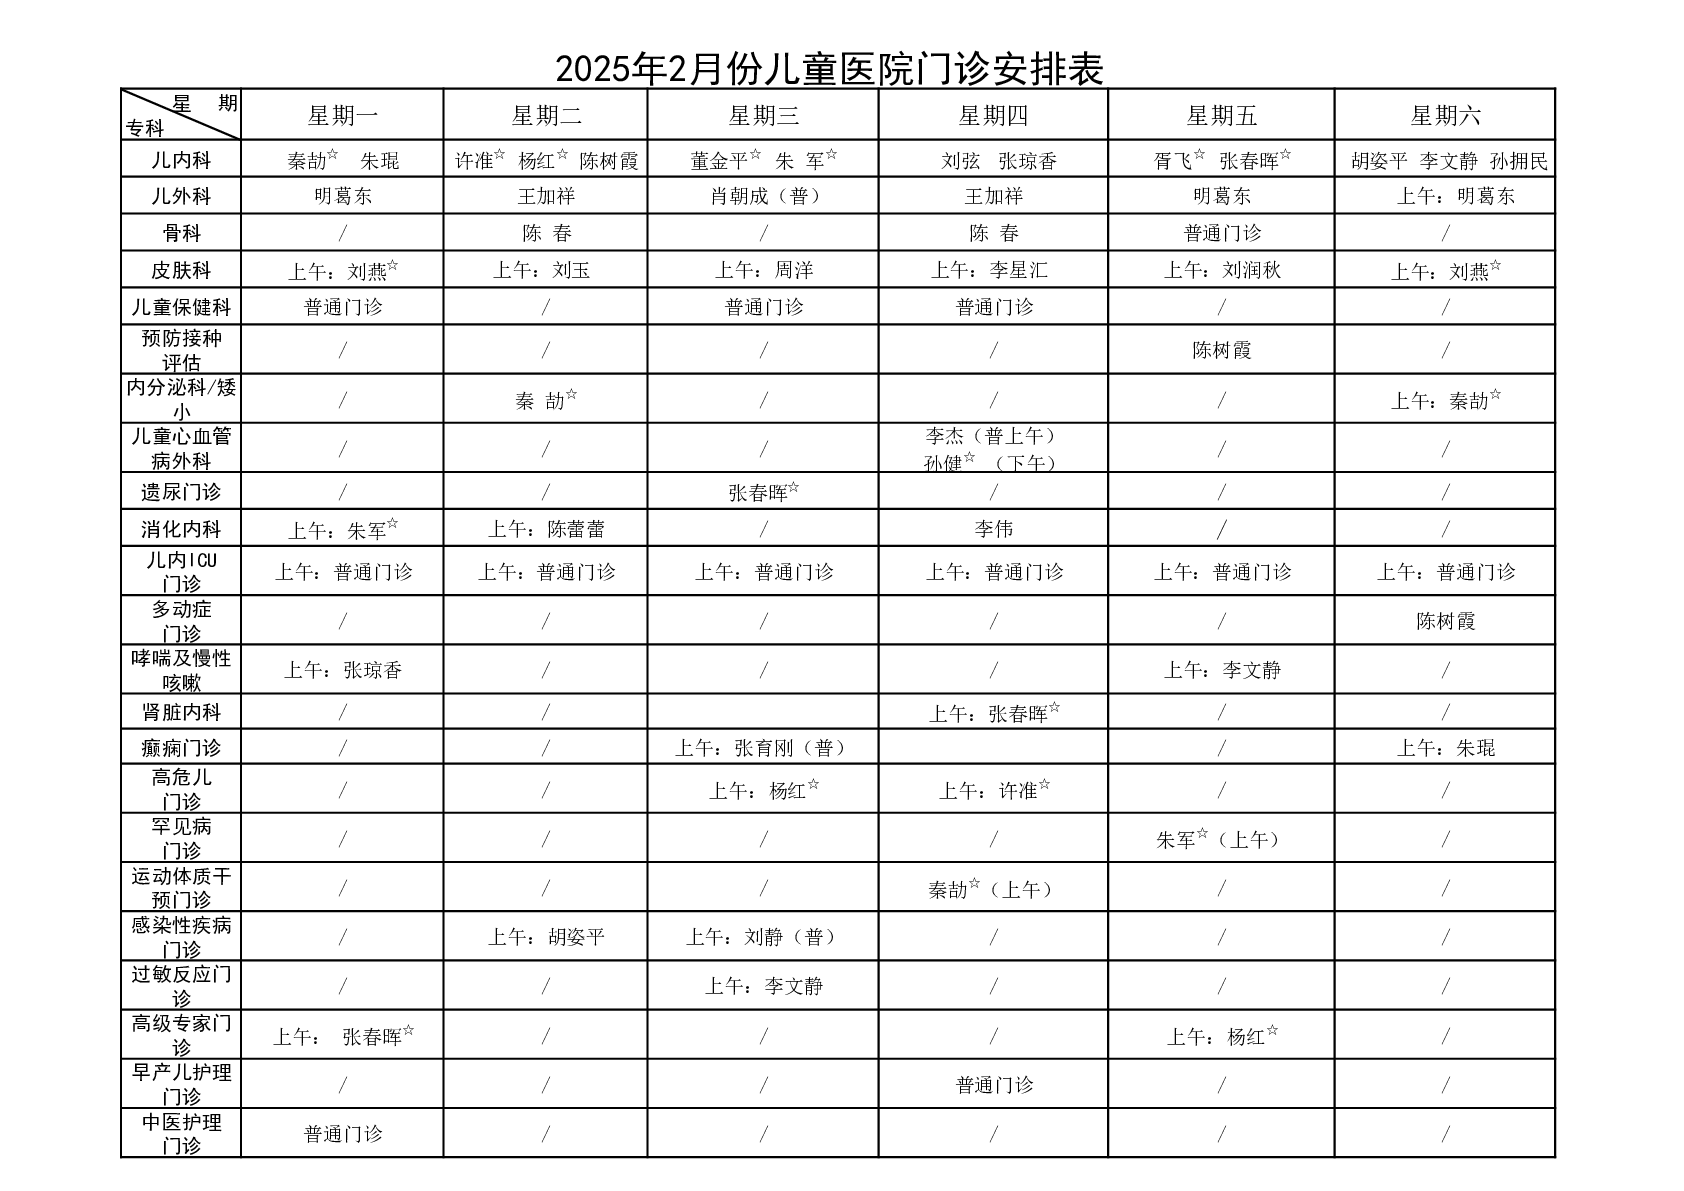 2025年2月份儿童医院门诊安排表
星 期
专科 星期一 星期二 星期三 星期四 星期五 星期六
儿内科 秦劼☆ 朱琨 许准☆ 杨红☆ 陈树霞 董金平☆ 朱 军☆ 刘弦 张琼香 胥飞☆ 张春晖☆ 胡姿平 李文静 孙拥民
儿外科 明葛东 王加祥 肖朝成（普） 王加祥 明葛东 上午：明葛东
骨科 / 陈 春 / 陈 春 普通门诊 /
皮肤科 上午：刘燕☆ 上午：刘玉 上午：周洋 上午：李星汇 上午：刘润秋 上午：刘燕☆
儿童保健科 普通门诊 / 普通门诊 普通门诊 / /
预防接种
评估 / / / / 陈树霞 /
内分泌科/矮
小 / 秦 劼☆ / / / 上午：秦劼☆
儿童心血管
病外科 / / / 李杰（普上午）
孙健☆ （下午） / /
遗尿门诊 / / 张春晖☆ / / /
消化内科 上午：朱军☆ 上午：陈蕾蕾 / 李伟 / /
儿内ICU
门诊 上午：普通门诊 上午：普通门诊 上午：普通门诊 上午：普通门诊 上午：普通门诊 上午：普通门诊
多动症
门诊 / / / / / 陈树霞
哮喘及慢性
咳嗽 上午：张琼香 / / / 上午：李文静 /
肾脏内科 / / 上午：张春晖☆ / /
癫痫门诊 / / 上午：张育刚（普） / 上午：朱琨
高危儿
门诊 / / 上午：杨红☆ 上午：许准☆ / /
罕见病
门诊 / / / / 朱军☆（上午） /
运动体质干
预门诊 / / / 秦劼☆（上午） / /
感染性疾病
门诊 / 上午：胡姿平 上午：刘静（普） / / /
过敏反应门
诊 / / 上午：李文静 / / /
高级专家门
诊 上午： 张春晖☆ / / / 上午：杨红☆ /
早产儿护理
门诊 / / / 普通门诊 / /
中医护理
门诊 普通门诊 / / / / /